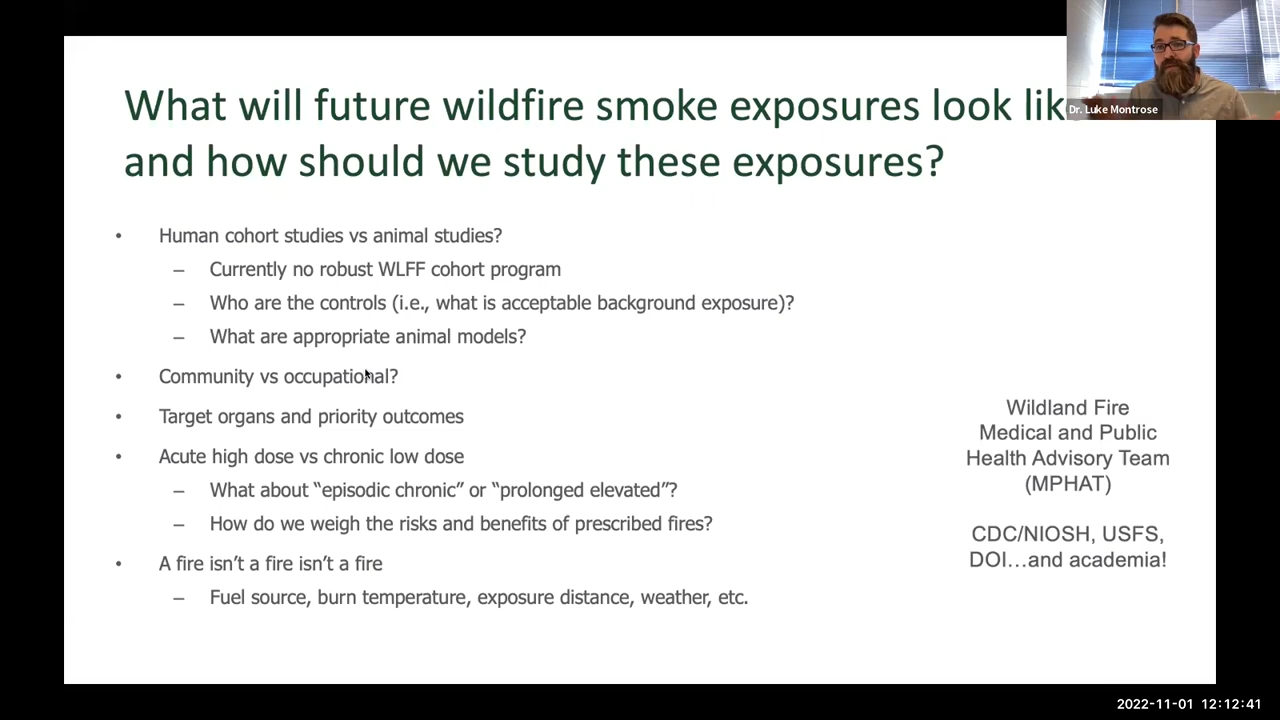 What will future wildfire smoke exposures look lik
and how should we study these exposures?
Dr. Luke Montrose
• Human cohort studies vs animal studies?
– Currently no robust WLFF cohort program
– Who are the controls (i.e., what is acceptable background exposure)?
– What are appropriate animal models?
• Community vs occupational?
• Target organs and priority outcomes
• Acute high dose vs chronic low dose
– What about “episodic chronic” or “prolonged elevated”?
– How do we weigh the risks and benefits of prescribed fires?
• A fire isn’t a fire isn’t a fire
– Fuel source, burn temperature, exposure distance, weather, etc.
Wildland Fire
Medical and Public
Health Advisory Team
(MPHAT)
CDC/NIOSH, USFS,
DOI…and academia!
2022-11-01 12:12:41